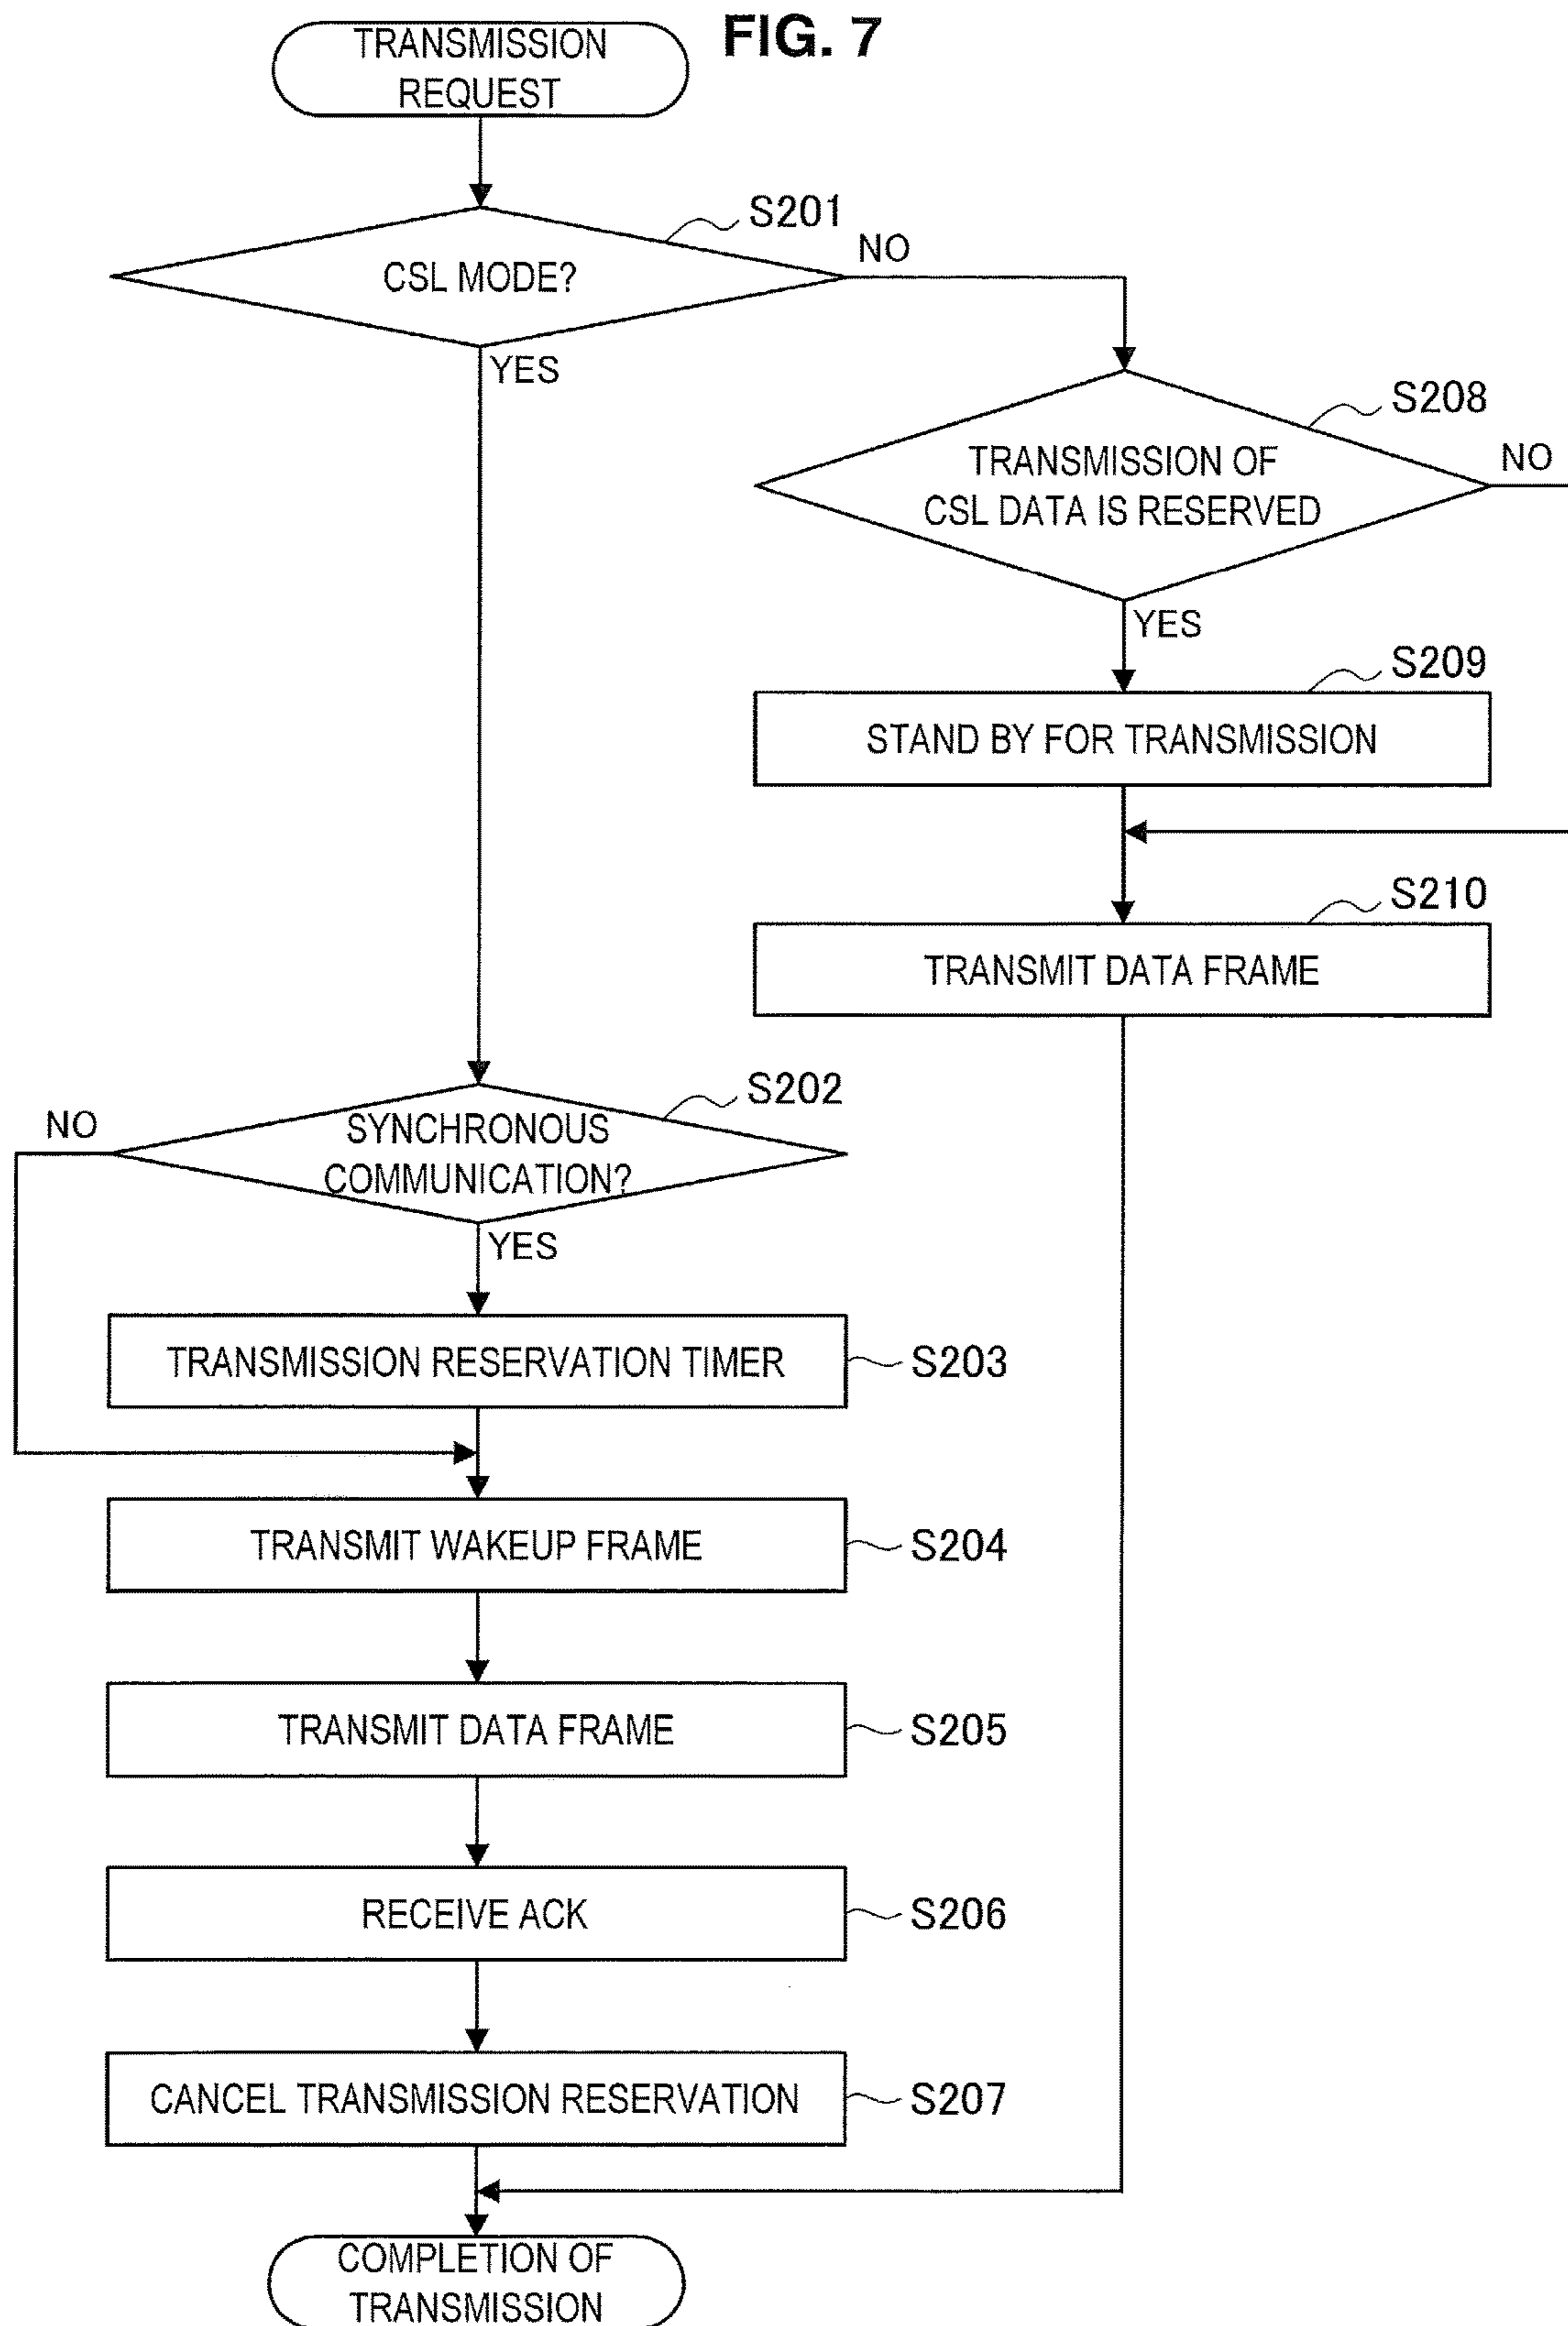 FIG. 7
TRANSMISSION
REQUEST
S201
CSL MODE?
NO
YES
S208
TRANSMISSION OF
CSL DATA IS RESERVED
NO
YES
S209
STAND BY FOR TRANSMISSION
S210
TRANSMIT DATA FRAME
S202
NO
SYNCHRONOUS
COMMUNICATION?
YES
TRANSMISSION RESERVATION TIMER
S203
TRANSMIT WAKEUP FRAME
S204
TRANSMIT DATA FRAME
S205
RECEIVE ACK
S206
CANCEL TRANSMISSION RESERVATION
S207
COMPLETION OF
TRANSMISSION